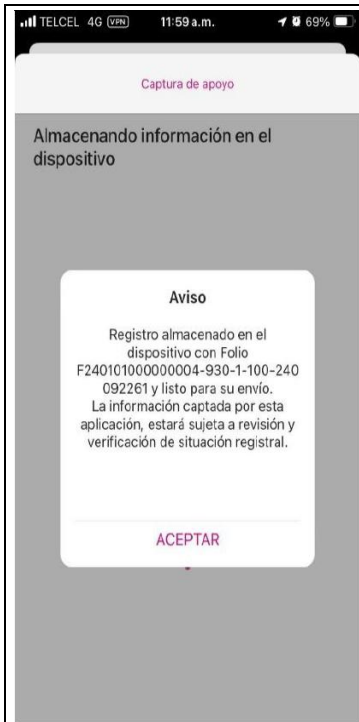 TELCEL 4G VPN 11:59 a.m. 69%
Captura de apoyo
Almacenando información en el
dispositivo
Aviso
Registro almacenado en el
dispositivo con Folio
F240101000000004-930-1-100-240
092261 y listo para su envío.
La información captada por esta
aplicación, estará sujeta a revisión y
verificación de situación registral.
ACEPTAR